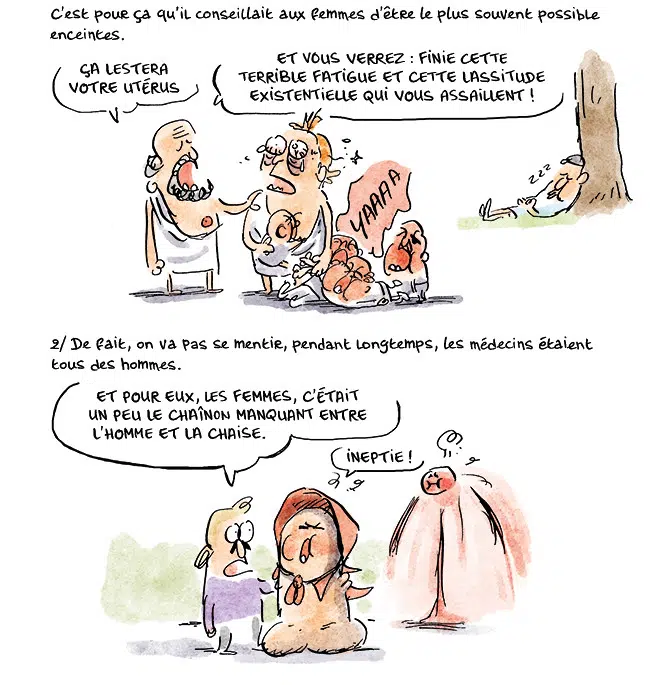 C'est pour ça qu'il conseillait aux femmes d'être le plus souvent possible
enceintes.
ÇA LESTERA
VOTRE UTÉRUS
ET VOUS VERREZ : FINIE CETTE
TERRIBLE FATIGUE ET CETTE LASSITUDE
EXISTENTIELLE QUI VOUS ASSAILLENT !
zzz
YAAAA
2/ De fait, on va pas se mentir, pendant longtemps, les médecins étaient
tous des hommes.
ET POUR EUX, LES FEMMES, C'ÉTAIT
UN PEU LE CHAÎNON MANQUANT ENTRE
L'HOMME ET LA CHAISE.
INEPTIE !